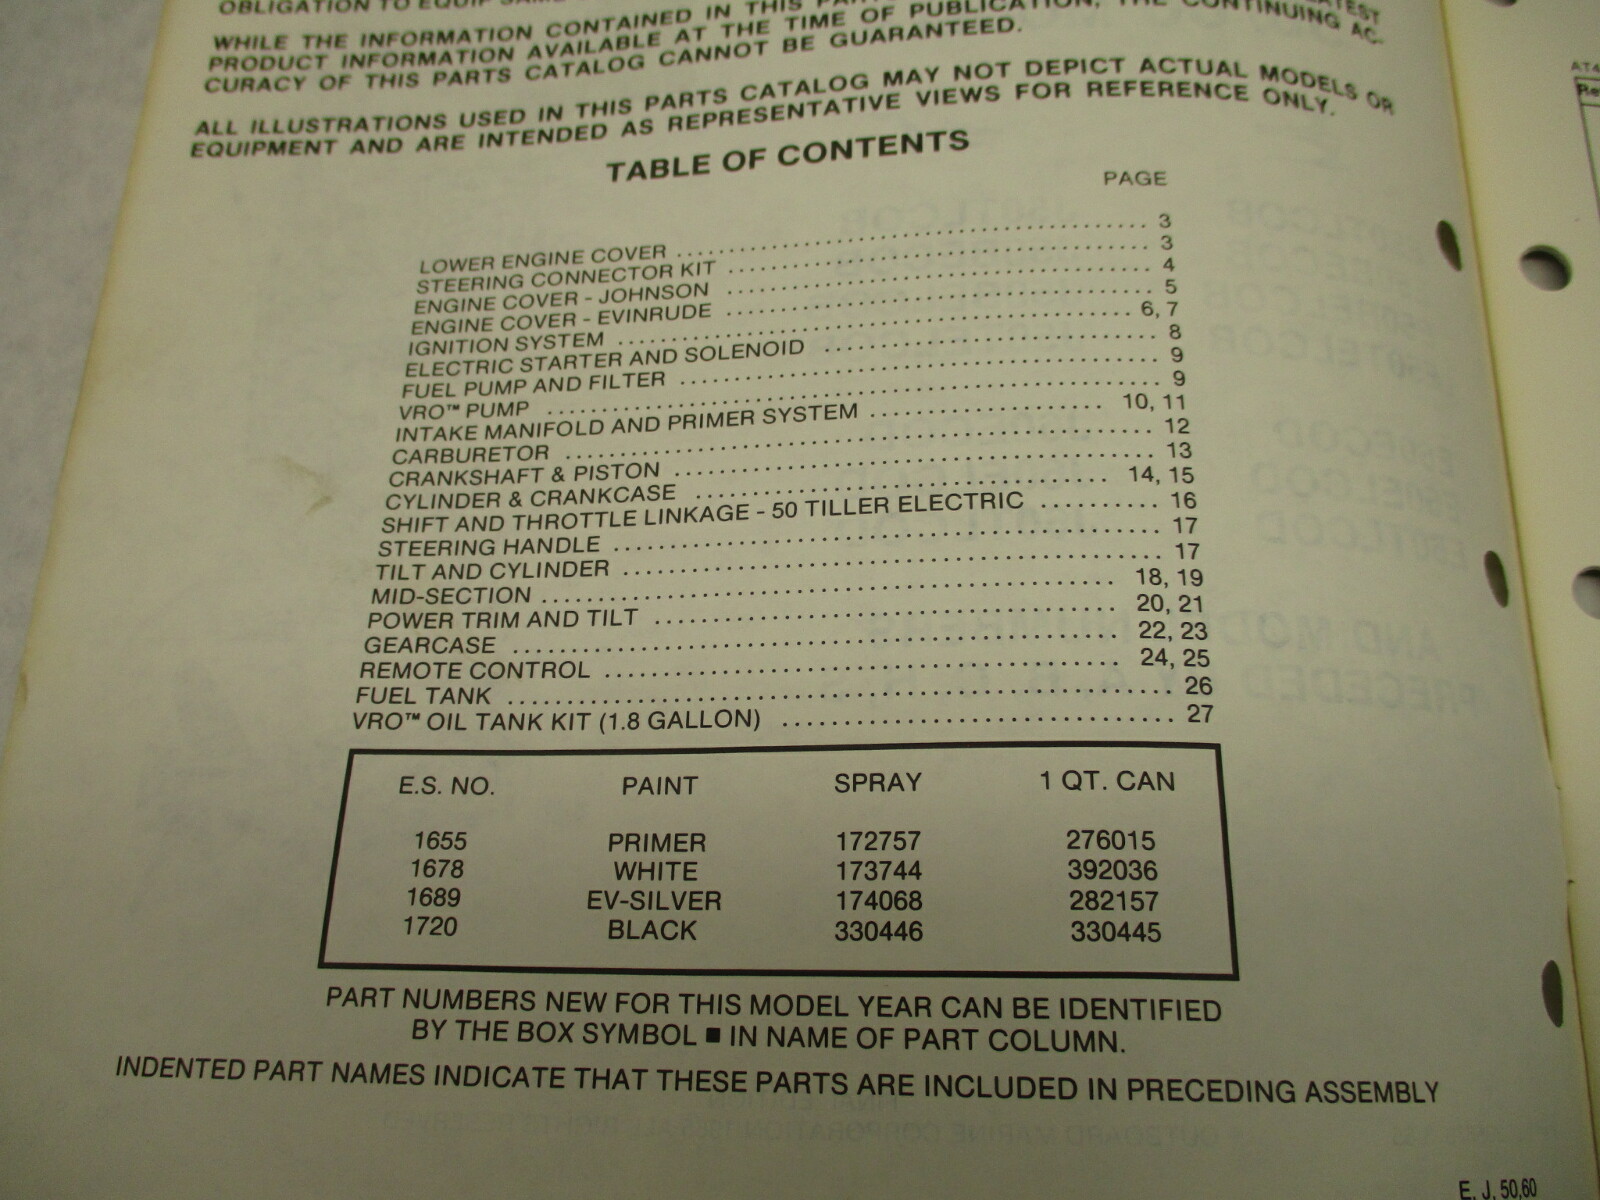 OBLIGATION TO EQUIP SAME
WHILE THE INFORMATION CONTAINED IN THIS
PRODUCT INFORMATION AVAILABLE AT THE TIME OF PUBLICATION, THE CONTINUING AC-
CURACY OF THIS PARTS CATALOG CANNOT BE GUARANTEED.
ALL ILLUSTRATIONS USED IN THIS PARTS CATALOG MAY NOT DEPICT ACTUAL MODELS OR
EQUIPMENT AND ARE INTENDED AS REPRESENTATIVE VIEWS FOR REFERENCE ONLY.
TABLE OF CONTENTS
PAGE
LOWER ENGINE COVER 3
STEERING CONNECTOR KIT 3
ENGINE COVER - JOHNSON 4
ENGINE COVER - EVINRUDE 5
IGNITION SYSTEM 6, 7
ELECTRIC STARTER AND SOLENOID 8
FUEL PUMP AND FILTER 9
VRO™ PUMP 9
INTAKE MANIFOLD AND PRIMER SYSTEM 10, 11
CARBURETOR 12
CRANKSHAFT & PISTON 13
CYLINDER & CRANKCASE 14, 15
SHIFT AND THROTTLE LINKAGE - 50 TILLER ELECTRIC 16
STEERING HANDLE 17
TILT AND CYLINDER 17
MID-SECTION 18, 19
POWER TRIM AND TILT 20, 21
GEARCASE 22, 23
REMOTE CONTROL 24, 25
FUEL TANK 26
VRO™ OIL TANK KIT (1.8 GALLON) 27
E.S. NO. PAINT SPRAY 1 QT. CAN
1655 PRIMER 172757 276015
1678 WHITE 173744 392036
1689 EV-SILVER 174068 282157
1720 BLACK 330446 330445
PART NUMBERS NEW FOR THIS MODEL YEAR CAN BE IDENTIFIED
BY THE BOX SYMBOL ■ IN NAME OF PART COLUMN.
INDENTED PART NAMES INDICATE THAT THESE PARTS ARE INCLUDED IN PRECEDING ASSEMBLY
E. J. 50,60